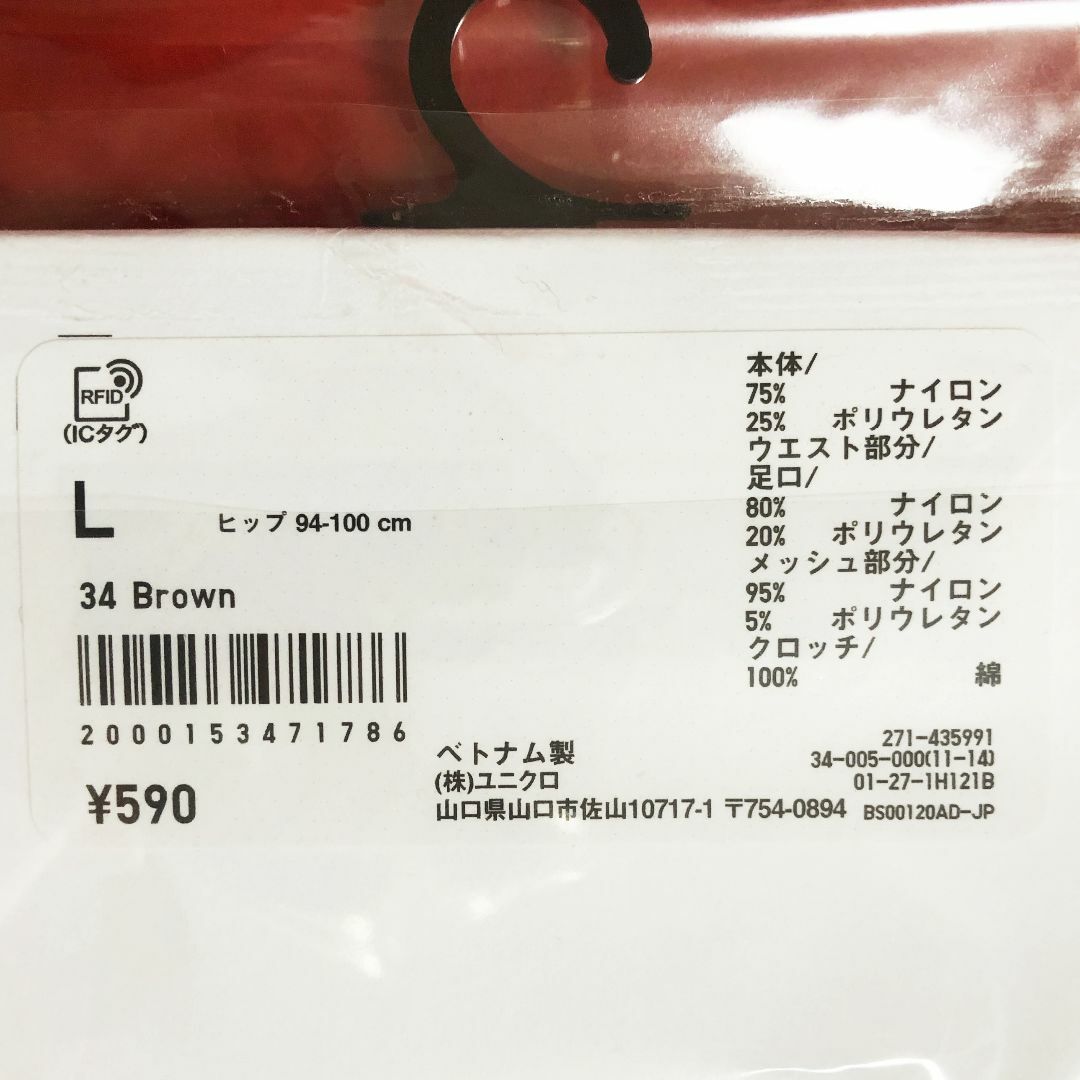 RFID
(ICタグ)
L ヒップ 94-100 cm
34 Brown
2000153471786
¥590
本体/
75% ナイロン
25% ポリウレタン
ウエスト部分/
足口/
80% ナイロン
20% ポリウレタン
メッシュ部分/
95% ナイロン
5% ポリウレタン
クロッチ/
100% 綿
ベトナム製
(株)ユニクロ
山口県山口市佐山10717-1 〒754-0894
271-435991
34-005-000(11-14)
01-27-1H121B
BS00120AD-JP